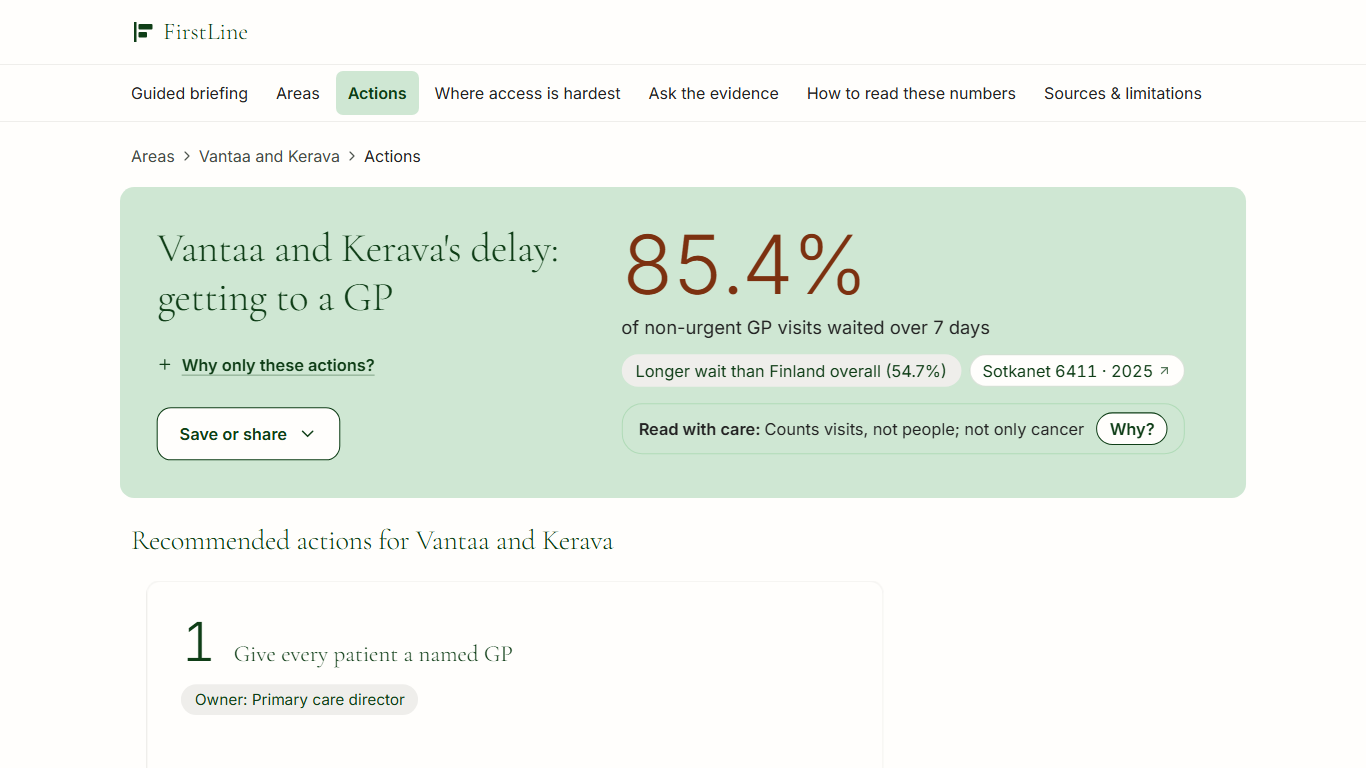 FirstLine
Guided briefing
Areas
Actions
Where access is hardest
Ask the evidence
How to read these numbers
Sources & limitations
Areas > Vantaa and Kerava > Actions
Vantaa and Kerava's delay:
getting to a GP
+ Why only these actions?
Save or share
85.4%
of non-urgent GP visits waited over 7 days
Longer wait than Finland overall (54.7%)
Sotkanet 6411 · 2025 ↗
Read with care: Counts visits, not people; not only cancer
Why?
Recommended actions for Vantaa and Kerava
1 Give every patient a named GP
Owner: Primary care director